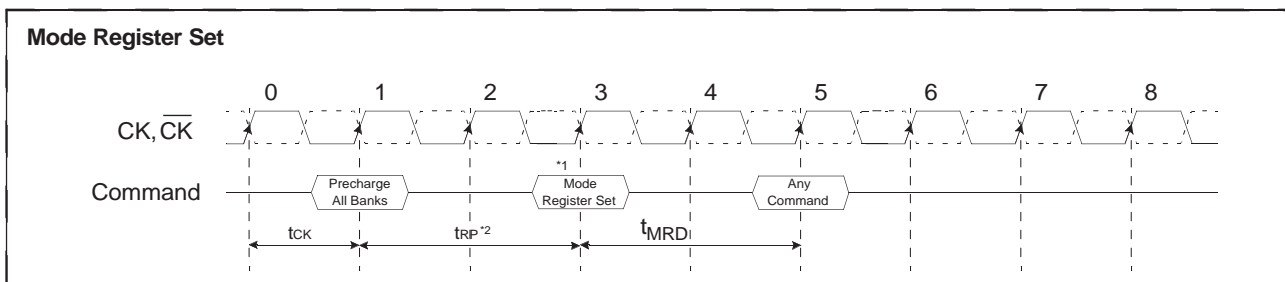 Mode Register Set
0 1 2 3 4 5 6 7 8
CK, CK
*1
Command
Precharge
All Banks
Mode
Register Set
Any
Command
tCK
tRP*2
tMRD